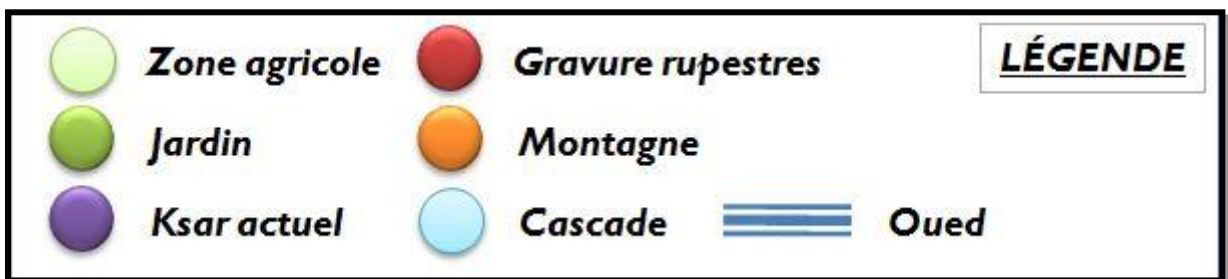 Zone agricole Gravure rupestres LÉGENDE
Jardin Montagne
Ksar actuel Cascade Oued